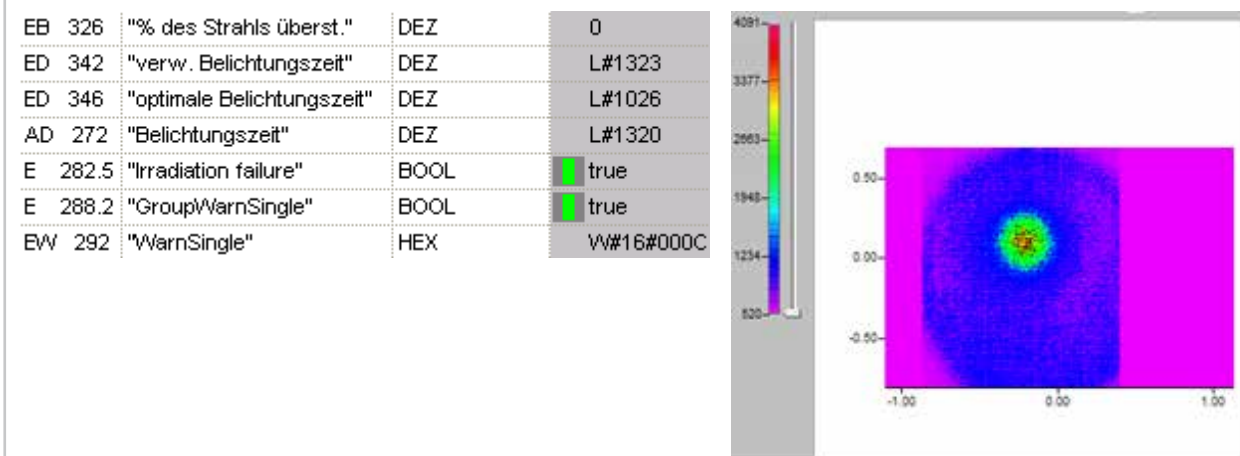 EB 326 "% des Strahls überst." DEZ 0
ED 342 "verw. Belichtungszeit" DEZ L#1323
ED 346 "optimale Belichtungszeit" DEZ L#1026
AD 272 "Belichtungszeit" DEZ L#1320
E 282.5 "Irradiation failure" BOOL true
E 288.2 "GroupWarnSingle" BOOL true
EW 292 "WarnSingle" HEX W#16#000C
4091
3377
2663
1948
1234
520
0.50
0.00
-0.50
-1.00 0.00 1.00